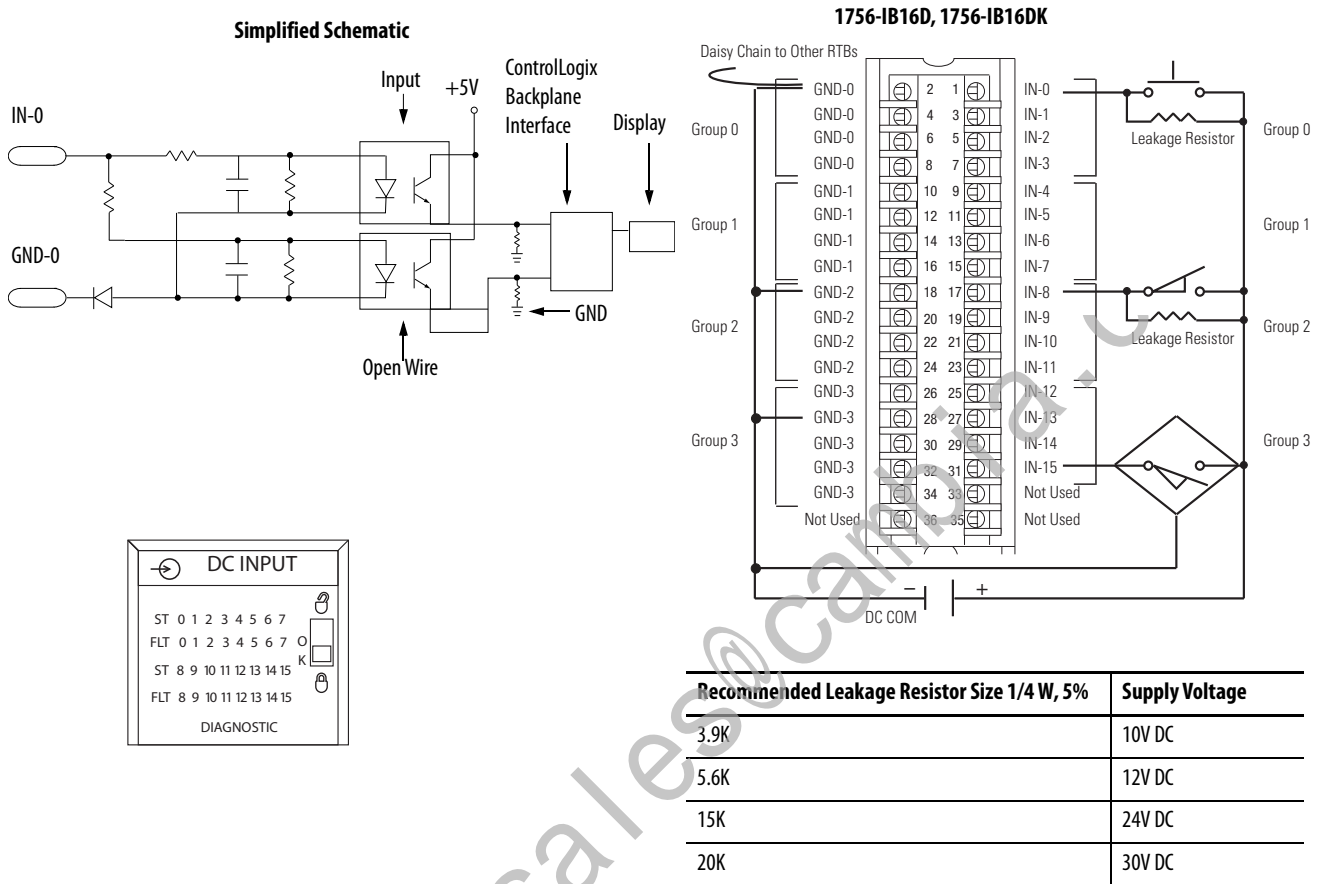 1756-IB16D, 1756-IB16DK
Simplified Schematic
Input
+5V
ControlLogix
Backplane
Interface
Display
IN-0
GND-0
GND
Open Wire
Daisy Chain to Other RTBs
GND-0 2 1 IN-0
GND-0 4 3 IN-1
Group 0 GND-0 6 5 IN-2 Leakage Resistor Group 0
GND-0 8 7 IN-3
GND-1 10 9 IN-4
GND-1 12 11 IN-5
Group 1 GND-1 14 13 IN-6 Group 1
GND-1 16 15 IN-7
GND-2 18 17 IN-8
GND-2 20 19 IN-9
Group 2 GND-2 22 21 IN-10 Leakage Resistor Group 2
GND-2 24 23 IN-11
GND-3 26 25 IN-12
GND-3 28 27 IN-13
Group 3 GND-3 30 29 IN-14 Group 3
GND-3 32 31 IN-15
GND-3 34 33 Not Used
Not Used 36 35 Not Used
– +
DC COM
DC INPUT
ST 0 1 2 3 4 5 6 7
FLT 0 1 2 3 4 5 6 7 O
K
ST 8 9 10 11 12 13 14 15
FLT 8 9 10 11 12 13 14 15
DIAGNOSTIC
Recommended Leakage Resistor Size 1/4 W, 5% Supply Voltage
3.9K 10V DC
5.6K 12V DC
15K 24V DC
20K 30V DC
sales@cambia.c